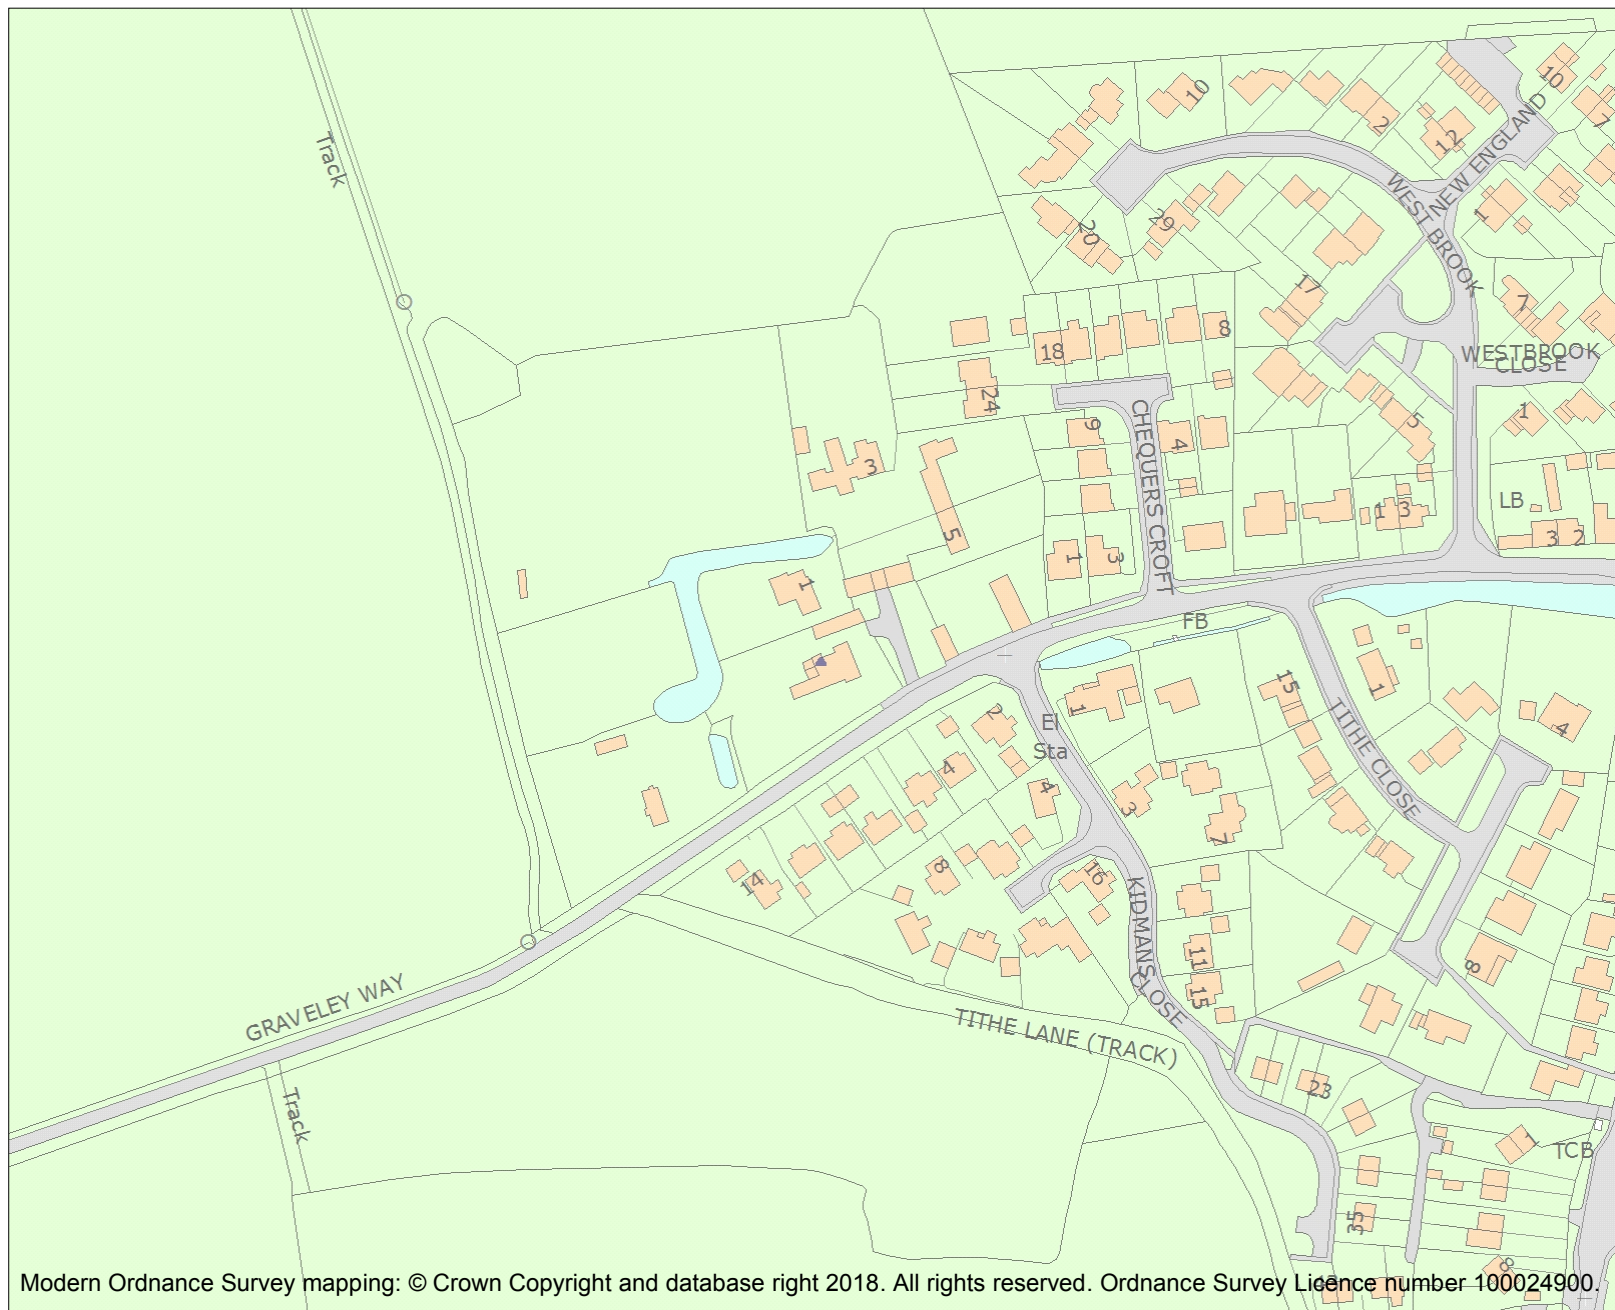 Track
10
2
12
10
7
NEW ENGLAND
WEST BROOK
1
29
20
17
7
8
18
WESTBROOK
CLOSE
24
9
4
5
1
CHEQUERS CROFT
3
5
1
3
LB
3
2
1
3
1
FB
15
1
TITHE CLOSE
4
1
2
El
Sta
4
4
3
7
8
14
16
KIDMANS
CLOSE
11
15
8
GRAVELEY WAY
TITHE LANE (TRACK)
Track
23
1
TCB
35
8
Modern Ordnance Survey mapping: © Crown Copyright and database right 2018. All rights reserved. Ordnance Survey Licence number 100024900.